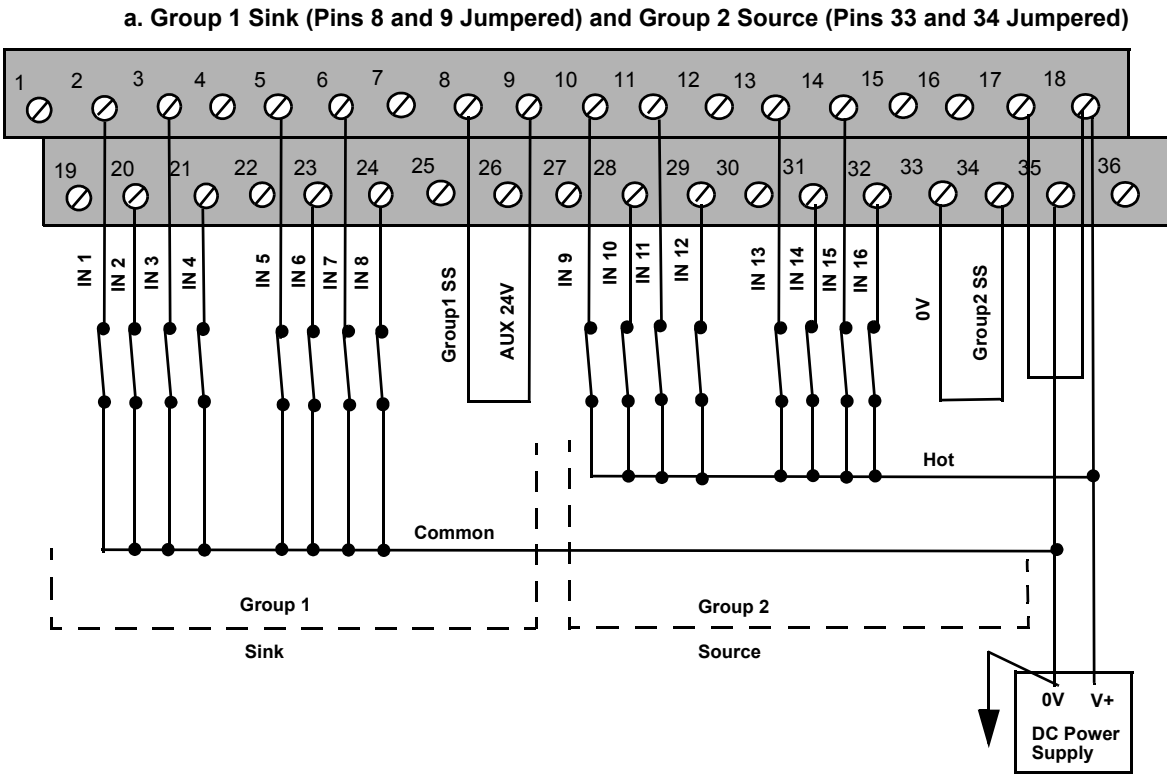 a. Group 1 Sink (Pins 8 and 9 Jumpered) and Group 2 Source (Pins 33 and 34 Jumpered)
1 2 3 4 5 6 7 8 9 10 11 12 13 14 15 16 17 18
19 20 21 22 23 24 25 26 27 28 29 30 31 32 33 34 35 36
IN 1
IN 2
IN 3
IN 4
IN 5
IN 6
IN 7
IN 8
Group1 SS
AUX 24V
IN 9
IN 10
IN 11
IN 12
IN 13
IN 14
IN 15
IN 16
0V
Group2 SS
Hot
Common
Group 1
Group 2
Sink
Source
0V V+
DC Power
Supply